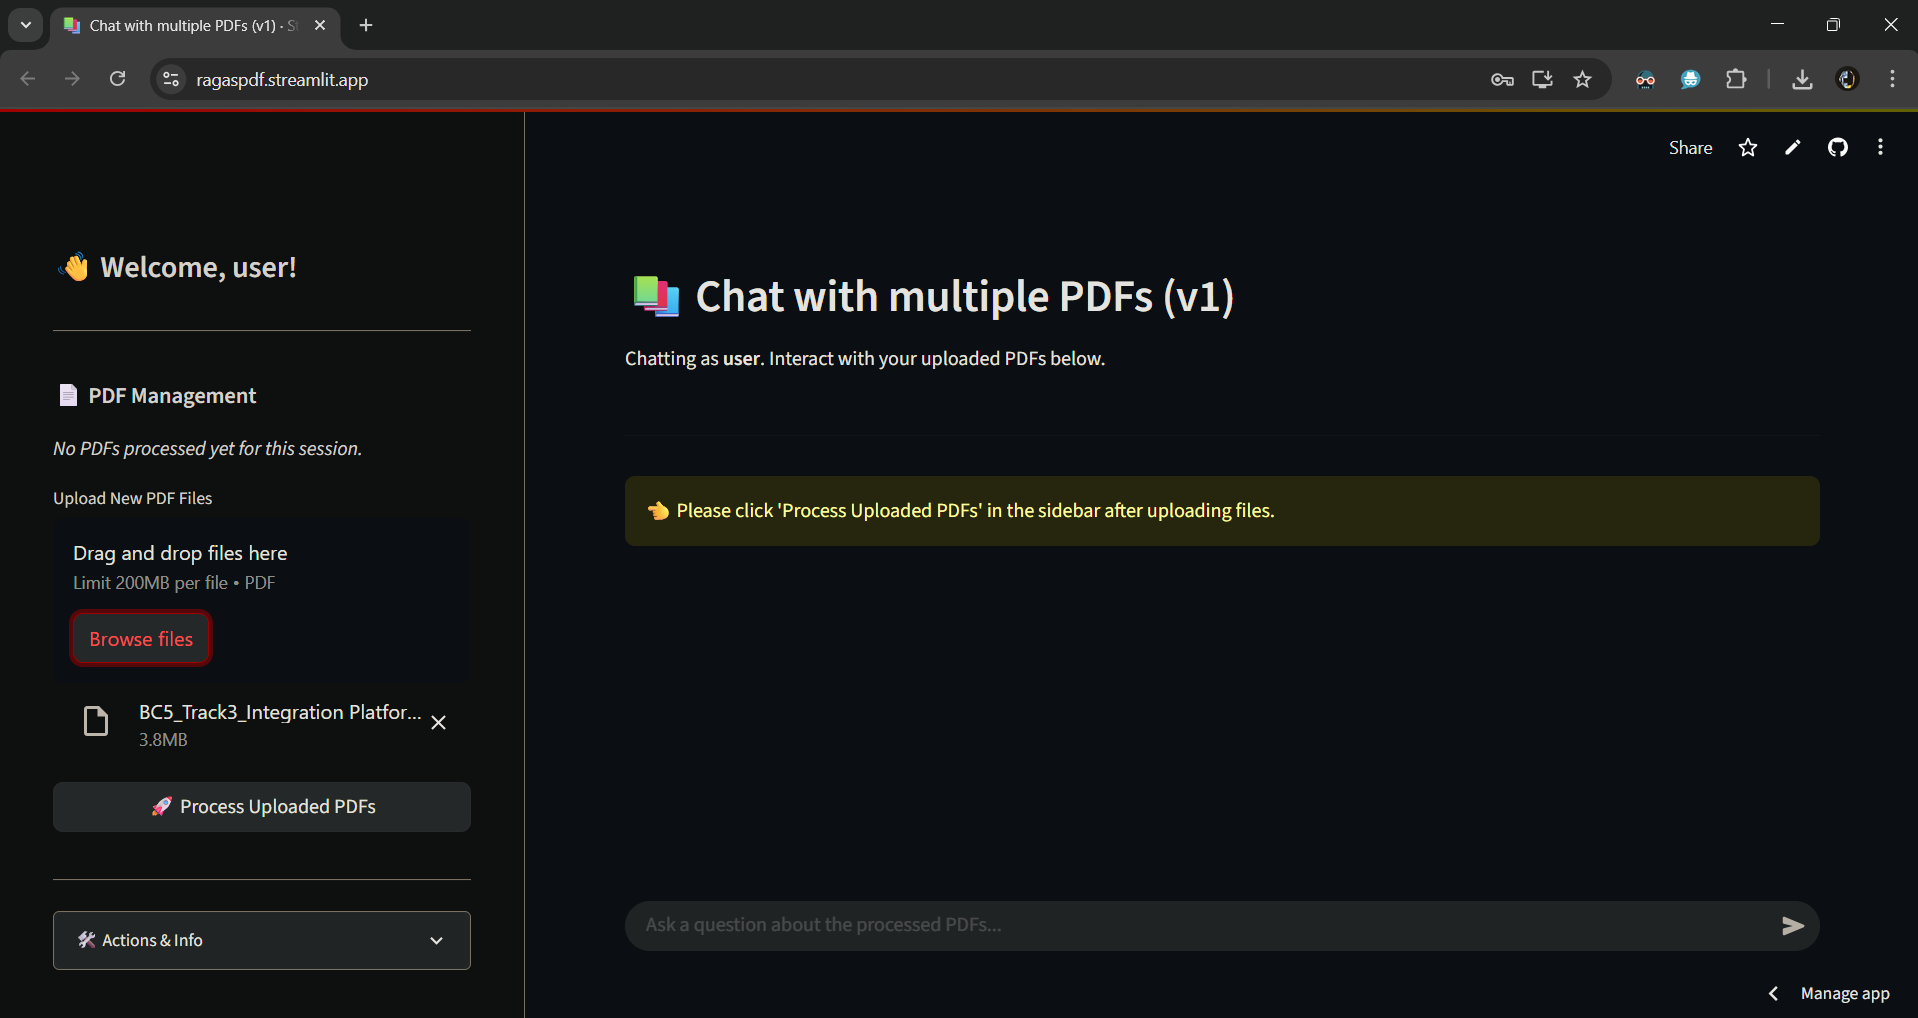 Chat with multiple PDFs (v1) · S
ragaspdf.streamlit.app
Share
👋 Welcome, user!
PDF Management
No PDFs processed yet for this session.
Upload New PDF Files
Drag and drop files here
Limit 200MB per file • PDF
Browse files
BC5_Track3_Integration Platfor...
3.8MB
🚀 Process Uploaded PDFs
🛠️ Actions & Info
📚 Chat with multiple PDFs (v1)
Chatting as user. Interact with your uploaded PDFs below.
👈 Please click 'Process Uploaded PDFs' in the sidebar after uploading files.
Ask a question about the processed PDFs...
Manage app